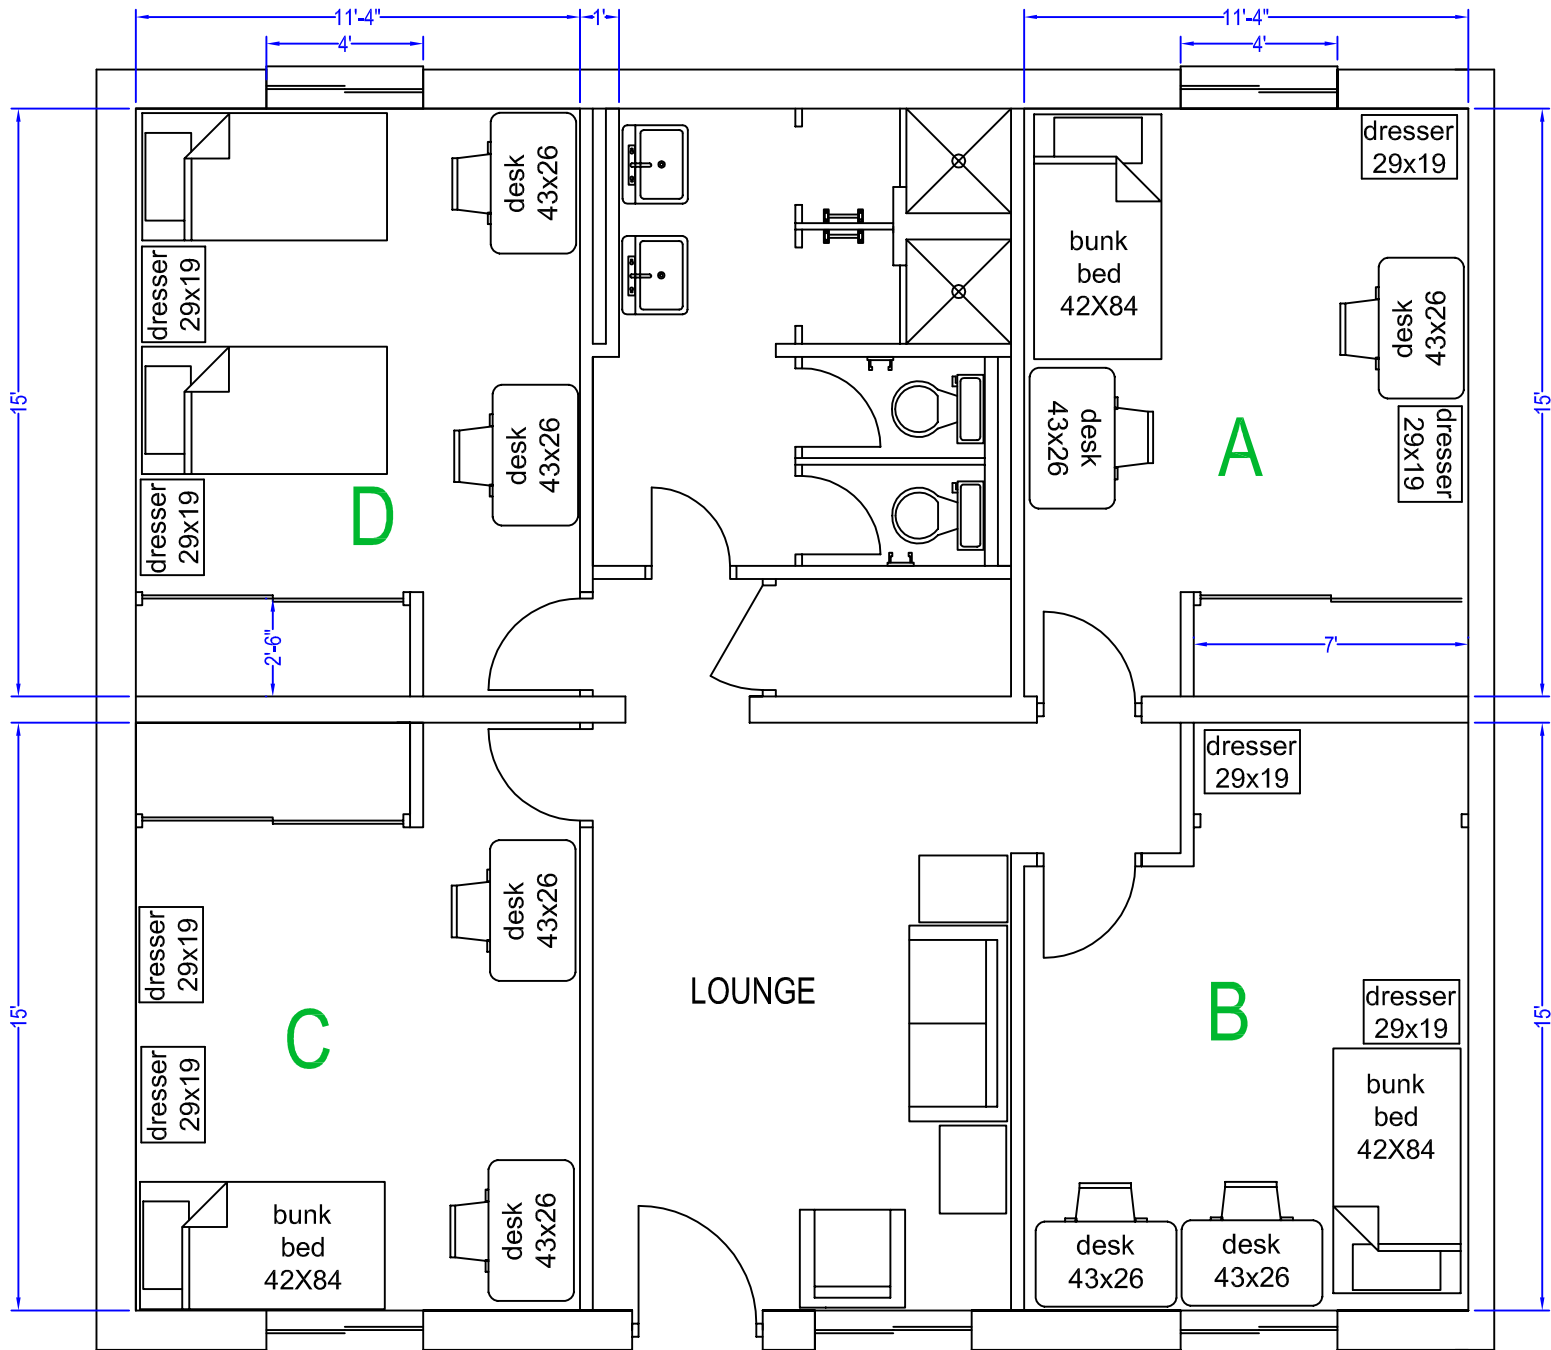 11'-4"
1'
11'-4"
4'
4'
desk
43x26
dresser
29x19
dresser
29x19
bunk
bed
42X84
desk
43x26
15'
desk
43x26
desk
43x26
15'
dresser
29x19
A
dresser
29x19
D
2'-6"
7'
dresser
29x19
desk
43x26
dresser
29x19
LOUNGE
15'
C
B
dresser
29x19
15'
dresser
29x19
bunk
bed
42X84
desk
43x26
bunk
bed
42X84
desk
43x26
desk
43x26